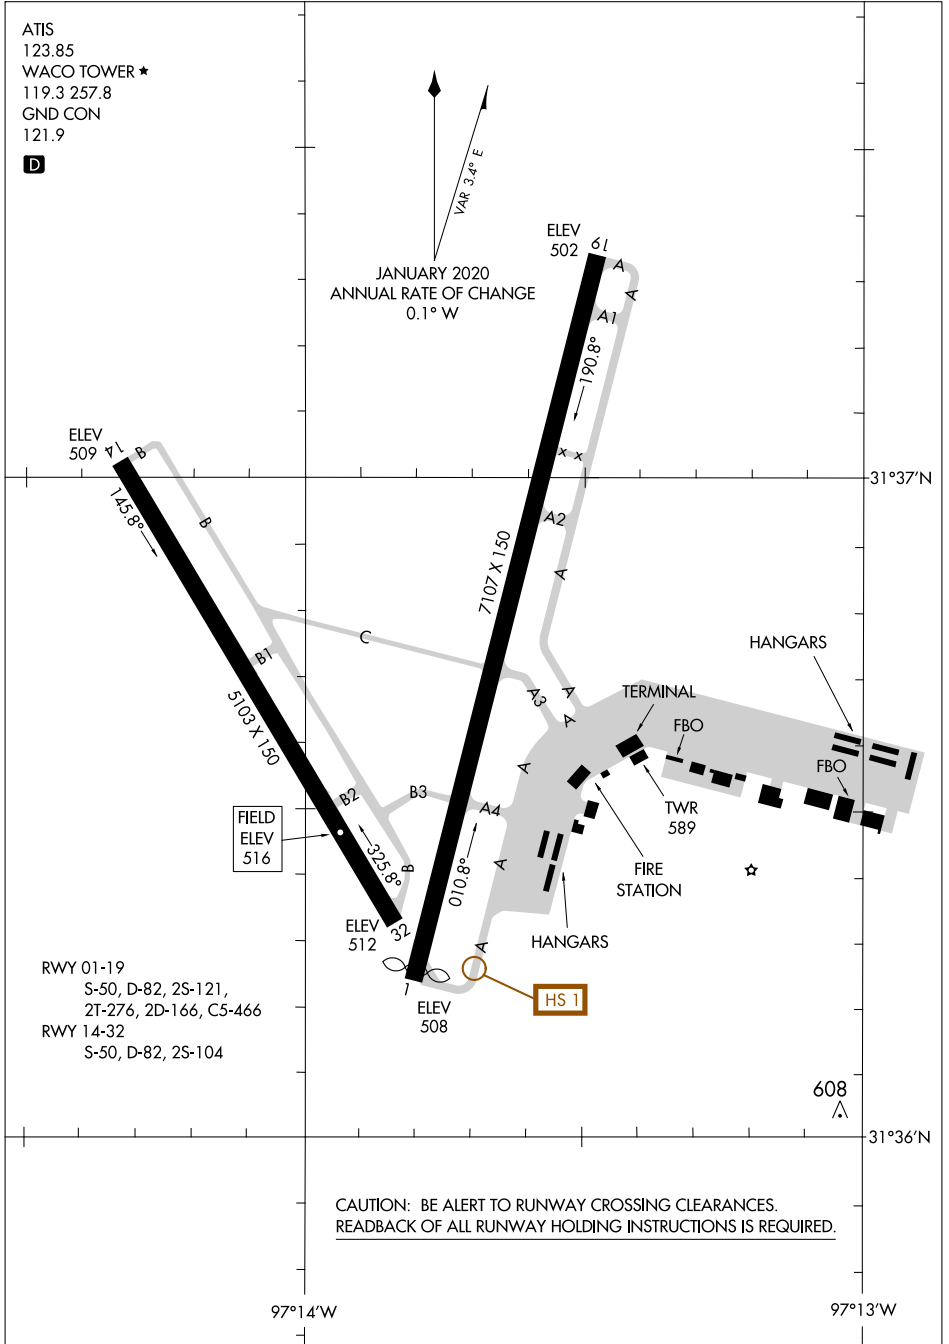 ATIS
123.85
WACO TOWER ★
119.3 257.8
GND CON
121.9
D
VAR 3.4° E
JANUARY 2020
ANNUAL RATE OF CHANGE
0.1° W
ELEV
502
19
A
A
A1
190.8°
x x
ELEV
509
14
B
145.8°
B
31°37'N
A2
7107 X 150
A
C
B1
HANGARS
5103 X 150
A3
A
A
TERMINAL
FBO
A
FBO
B2
B3
A4
TWR
589
FIELD
ELEV
516
325.8°
B
010.8°
A
FIRE
STATION
ELEV
512
32
A
HANGARS
1
ELEV
508
HS 1
RWY 01-19
S-50, D-82, 2S-121,
2T-276, 2D-166, C5-466
RWY 14-32
S-50, D-82, 2S-104
608
31°36'N
CAUTION: BE ALERT TO RUNWAY CROSSING CLEARANCES.
READBACK OF ALL RUNWAY HOLDING INSTRUCTIONS IS REQUIRED.
97°14'W
97°13'W